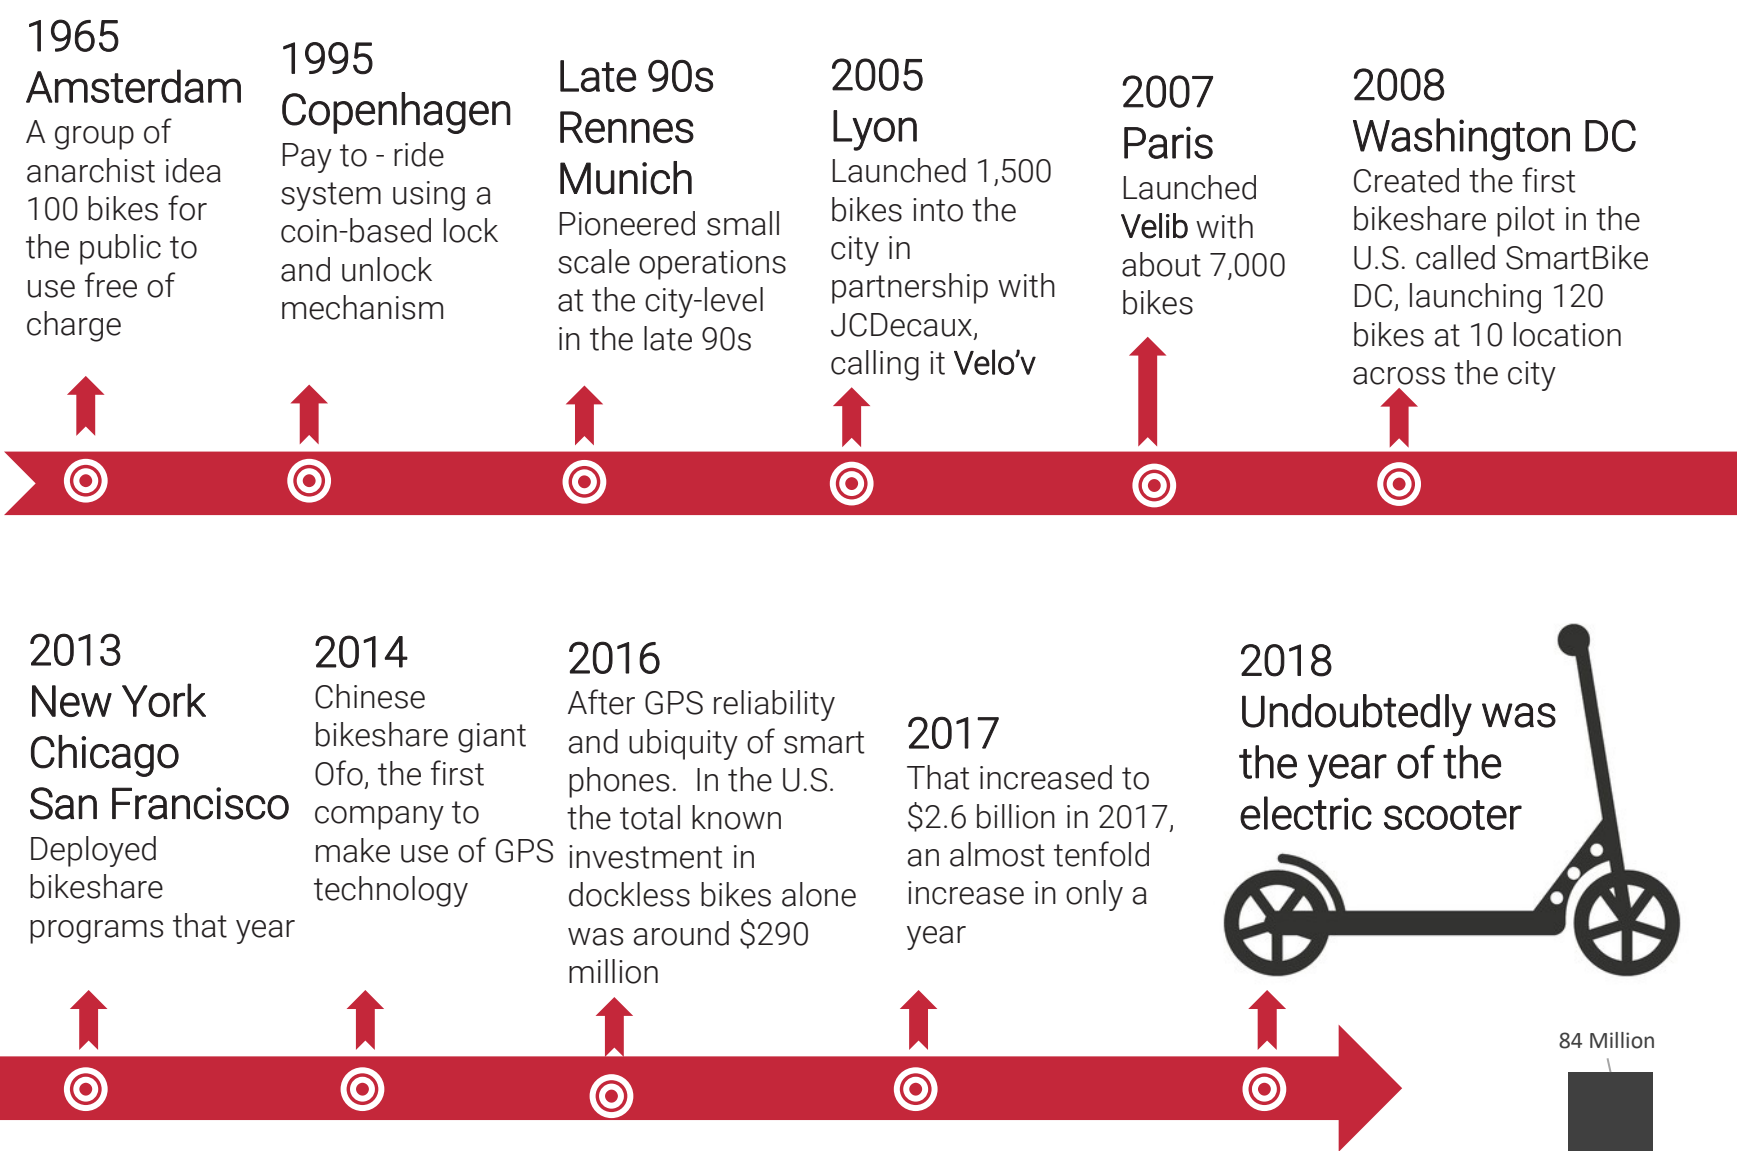 1965
Amsterdam
A group of
anarchist idea
100 bikes for
the public to
use free of
charge
1995
Copenhagen
Pay to - ride
system using a
coin-based lock
and unlock
mechanism
Late 90s
Rennes
Munich
Pioneered small
scale operations
at the city-level
in the late 90s
2005
Lyon
Launched 1,500
bikes into the
city in
partnership with
JCDecaux,
calling it Velo’v
2007
Paris
Launched
Velib with
about 7,000
bikes
2008
Washington DC
Created the first
bikeshare pilot in the
U.S. called SmartBike
DC, launching 120
bikes at 10 location
across the city
2013
New York
Chicago
San Francisco
Deployed
bikeshare
programs that year
2014
Chinese
bikeshare giant
Ofo, the first
company to
make use of GPS
technology
2016
After GPS reliability
and ubiquity of smart
phones.  In the U.S.
the total known
investment in
dockless bikes alone
was around $290
million
2017
That increased to
$2.6 billion in 2017,
an almost tenfold
increase in only a
year
2018
Undoubtedly was
the year of the
electric scooter
84 Million